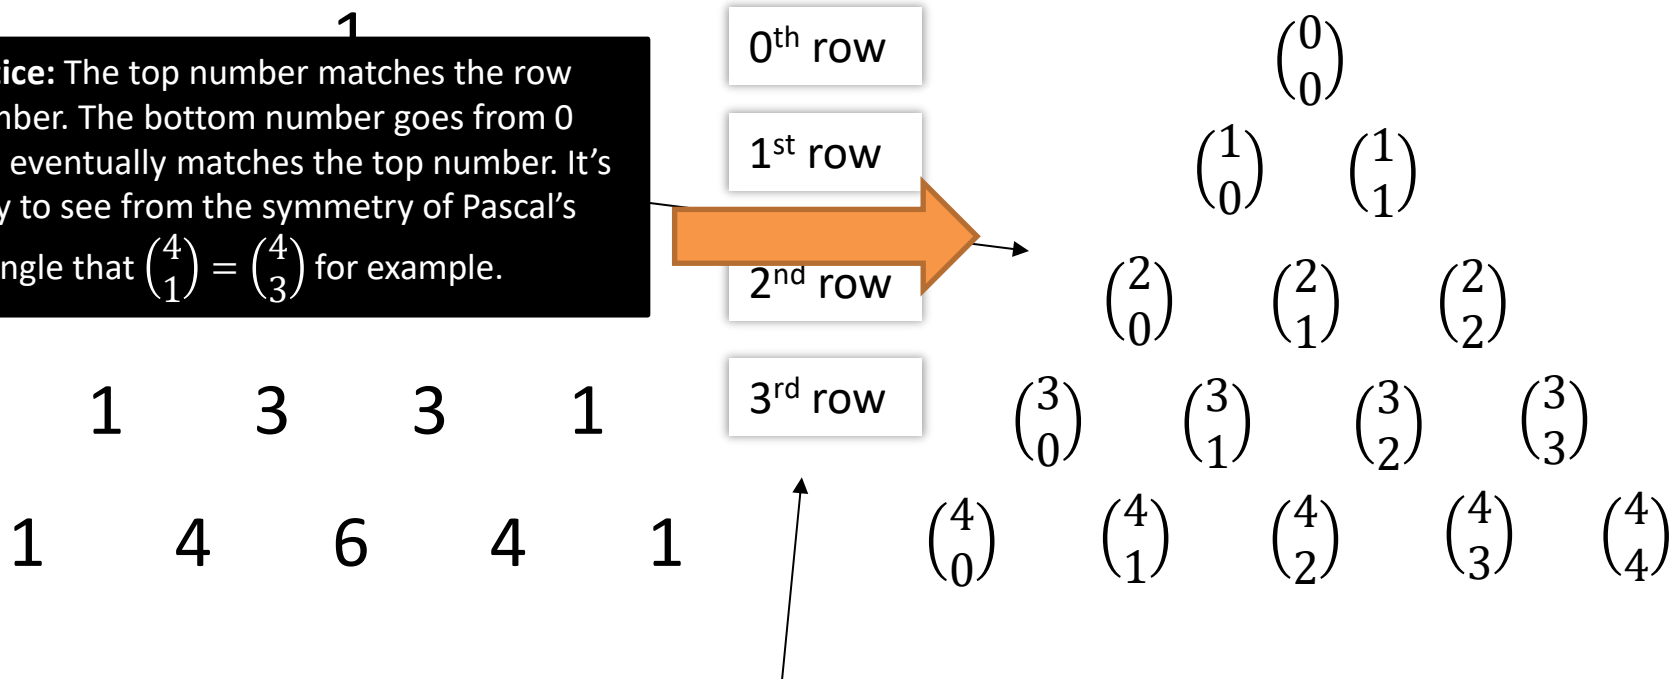 1
tice: The top number matches the row
nber. The bottom number goes from 0
eventually matches the top number. It’s
y to see from the symmetry of Pascal’s
ngle that (4 1) = (4 3) for example.
1 3 3 1
1 4 6 4 1
0th row
1st row
2nd row
3rd row
(0 0)
(1 0) (1 1)
(2 0) (2 1) (2 2)
(3 0) (3 1) (3 2) (3 3)
(4 0) (4 1) (4 2) (4 3) (4 4)